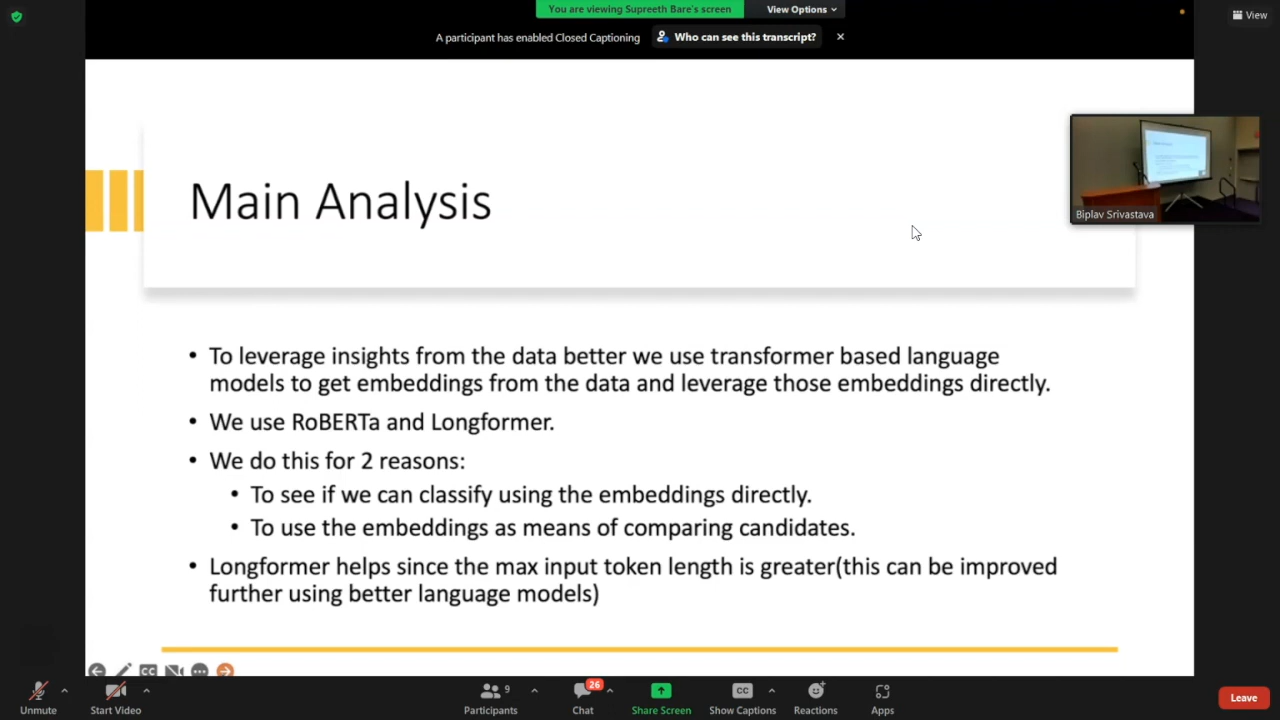 You are viewing Supreeth Bare's screen
View Options
View
A participant has enabled Closed Captioning
Who can see this transcript?
Main Analysis
Biplav Srivastava
• To leverage insights from the data better we use transformer based language
models to get embeddings from the data and leverage those embeddings directly.
• We use RoBERTa and Longformer.
• We do this for 2 reasons:
• To see if we can classify using the embeddings directly.
• To use the embeddings as means of comparing candidates.
• Longformer helps since the max input token length is greater(this can be improved
further using better language models)
CC
Unmute
Start Video
Participants
9
Chat
26
Share Screen
CC
Show Captions
Reactions
Apps
Leave